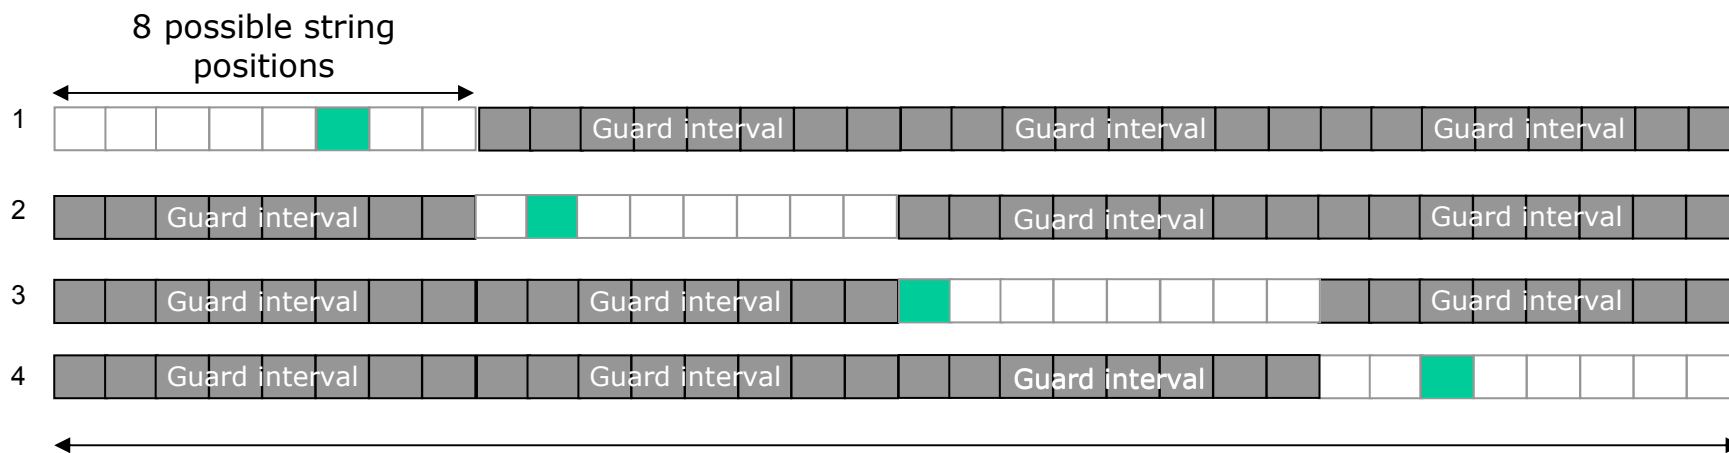 8 possible string
positions
1 Guard interval Guard interval Guard interval
2 Guard interval Guard interval Guard interval
3 Guard interval Guard interval Guard interval
4 Guard interval Guard interval Guard interval